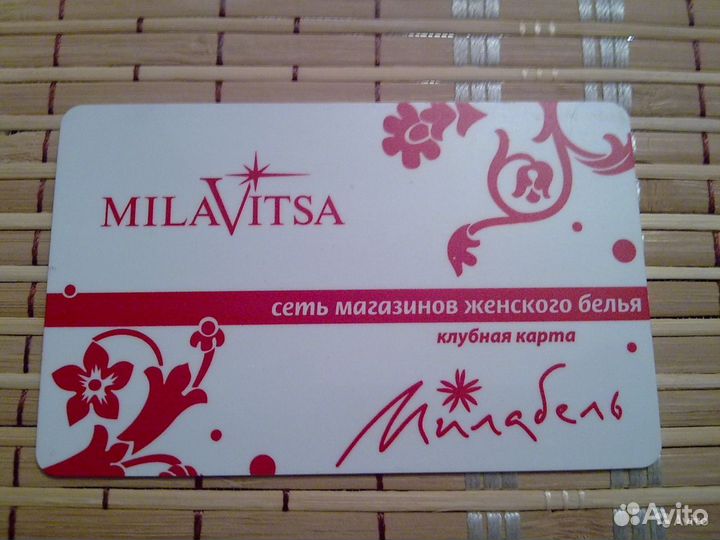 MILAVITSA
сеть магазинов женского белья
клубная карта
Милабель
Avito